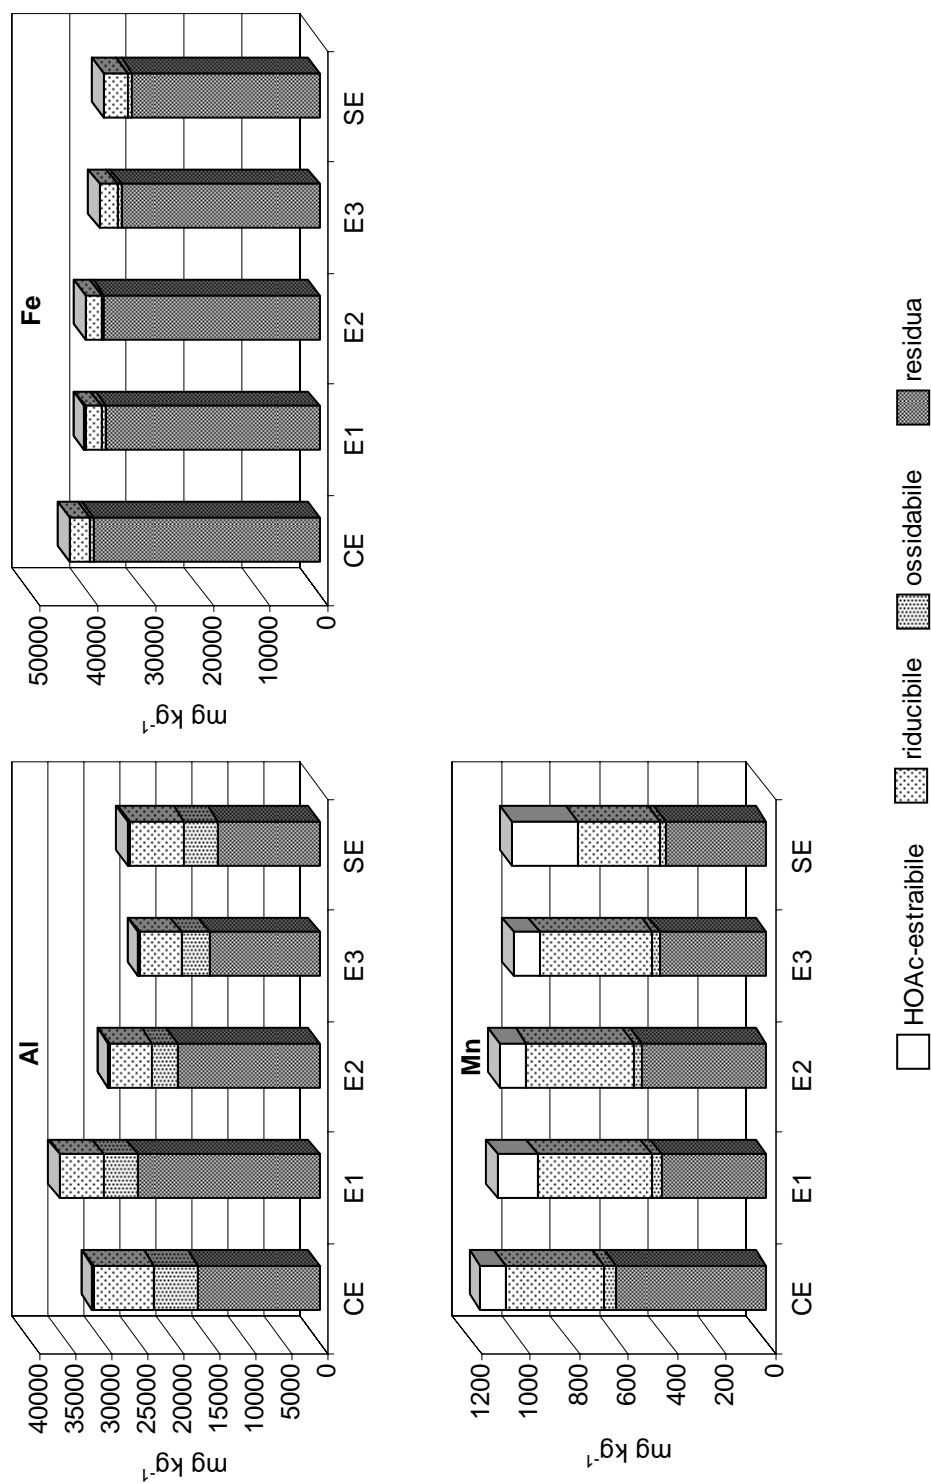 Al
mg kg-1
40000
35000
30000
25000
20000
15000
10000
5000
0
CE
E1
E2
E3
SE
Fe
mg kg-1
50000
40000
30000
20000
10000
0
CE
E1
E2
E3
SE
Mn
mg kg-1
1200
1000
800
600
400
200
0
CE
E1
E2
E3
SE
HOAc-estraibile
riducibile
ossidabile
residua